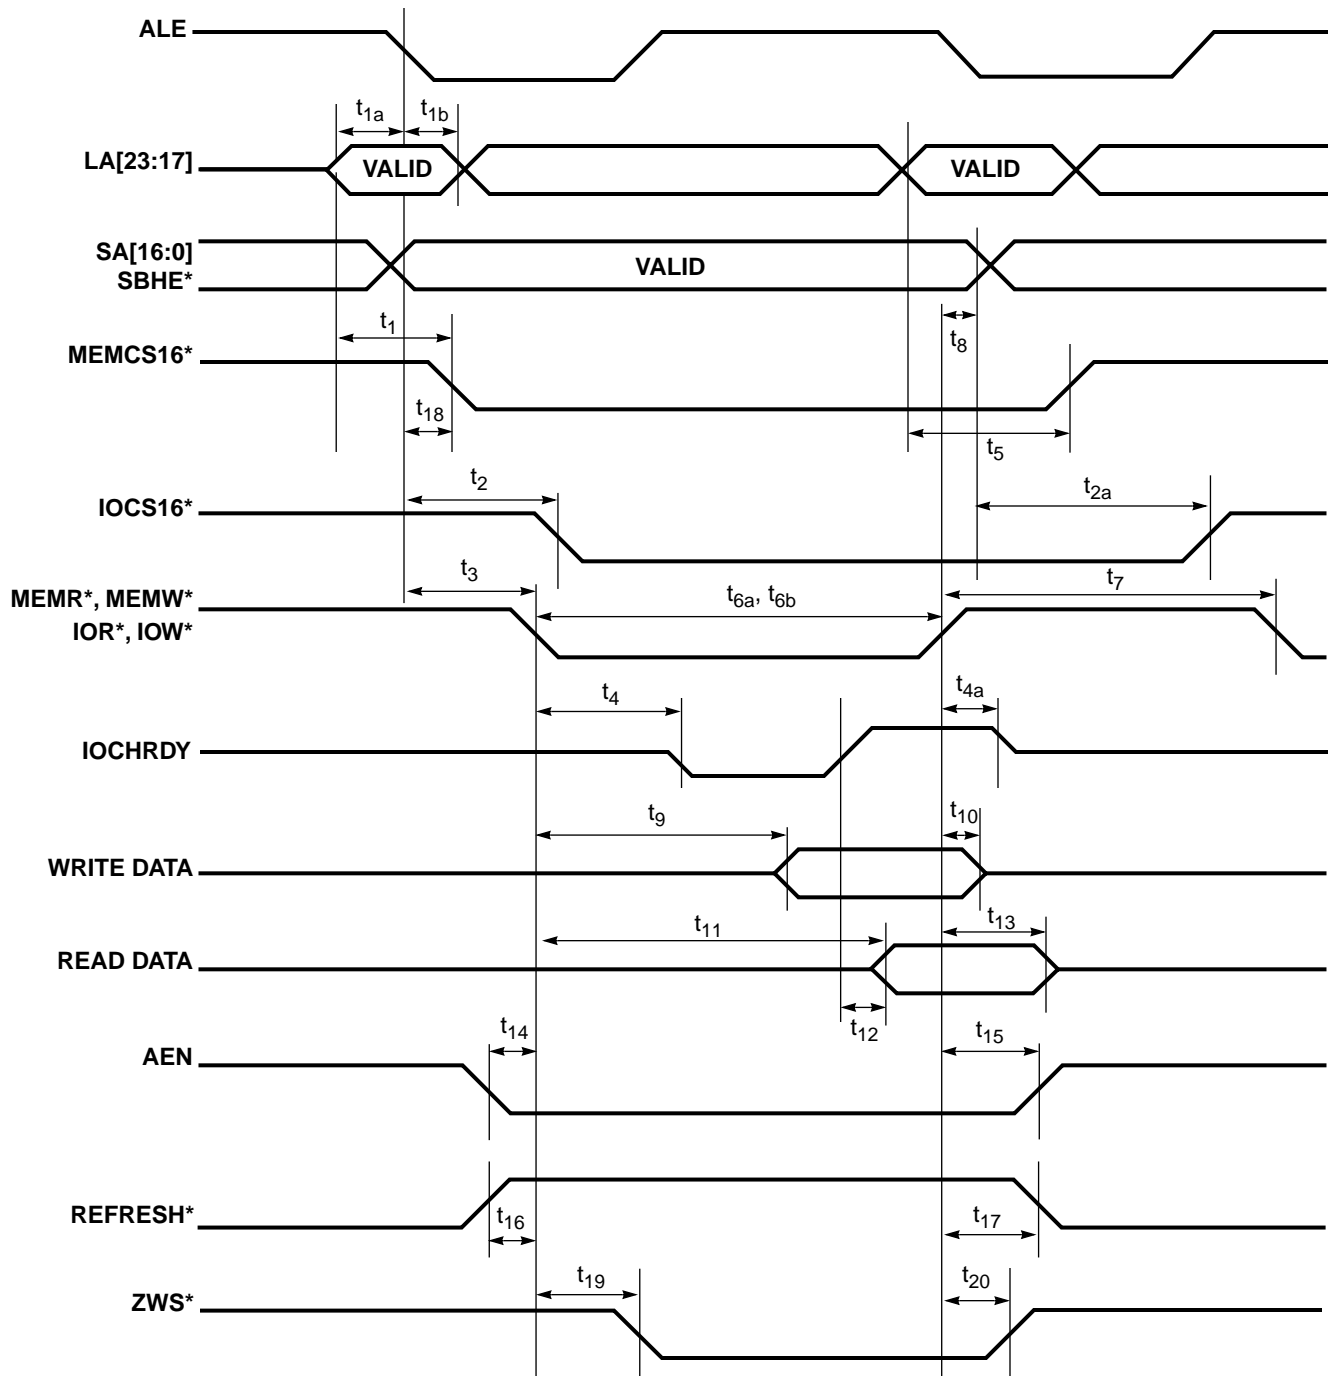 ALE
t1a
t1b
LA[23:17]
VALID
VALID
SA[16:0]
SBHE*
VALID
t1
t8
MEMCS16*
t18
t5
t2
t2a
IOCS16*
t3
t7
MEMR*, MEMW*
IOR*, IOW*
t6a, t6b
t4
t4a
IOCHRDY
t9
t10
WRITE DATA
t11
t13
READ DATA
t12
t14
t15
AEN
REFRESH*
t16
t17
t19
t20
ZWS*